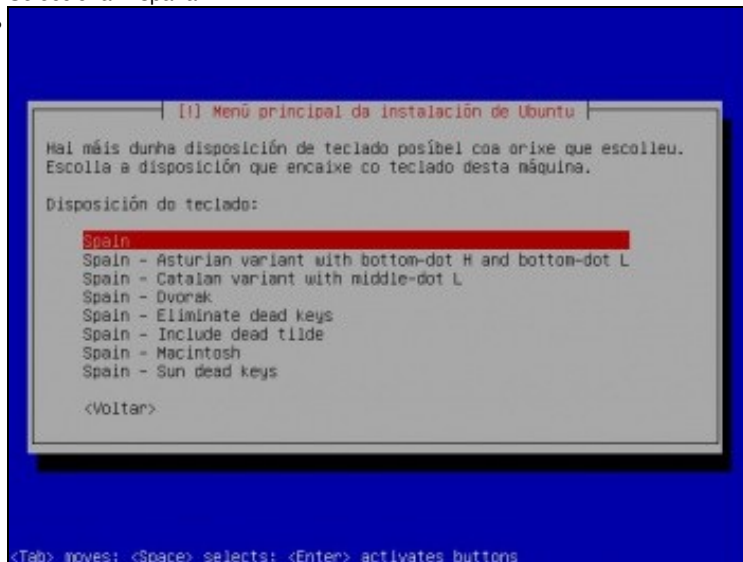 [!] Menú principal da instalación de Ubuntu
Hai máis dunha disposición de teclado posíbel coa orixe que escolleu.
Escolla a disposición que encaixe co teclado desta máquina.
Disposición do teclado:
Spain
Spain - Asturian variant with bottom-dot H and bottom-dot L
Spain - Catalan variant with middle-dot L
Spain - Dvorak
Spain - Eliminate dead keys
Spain - Include dead tilde
Spain - Macintosh
Spain - Sun dead keys
<Voltar>
<Tab> moves; <Space> selects; <Enter> activates buttons